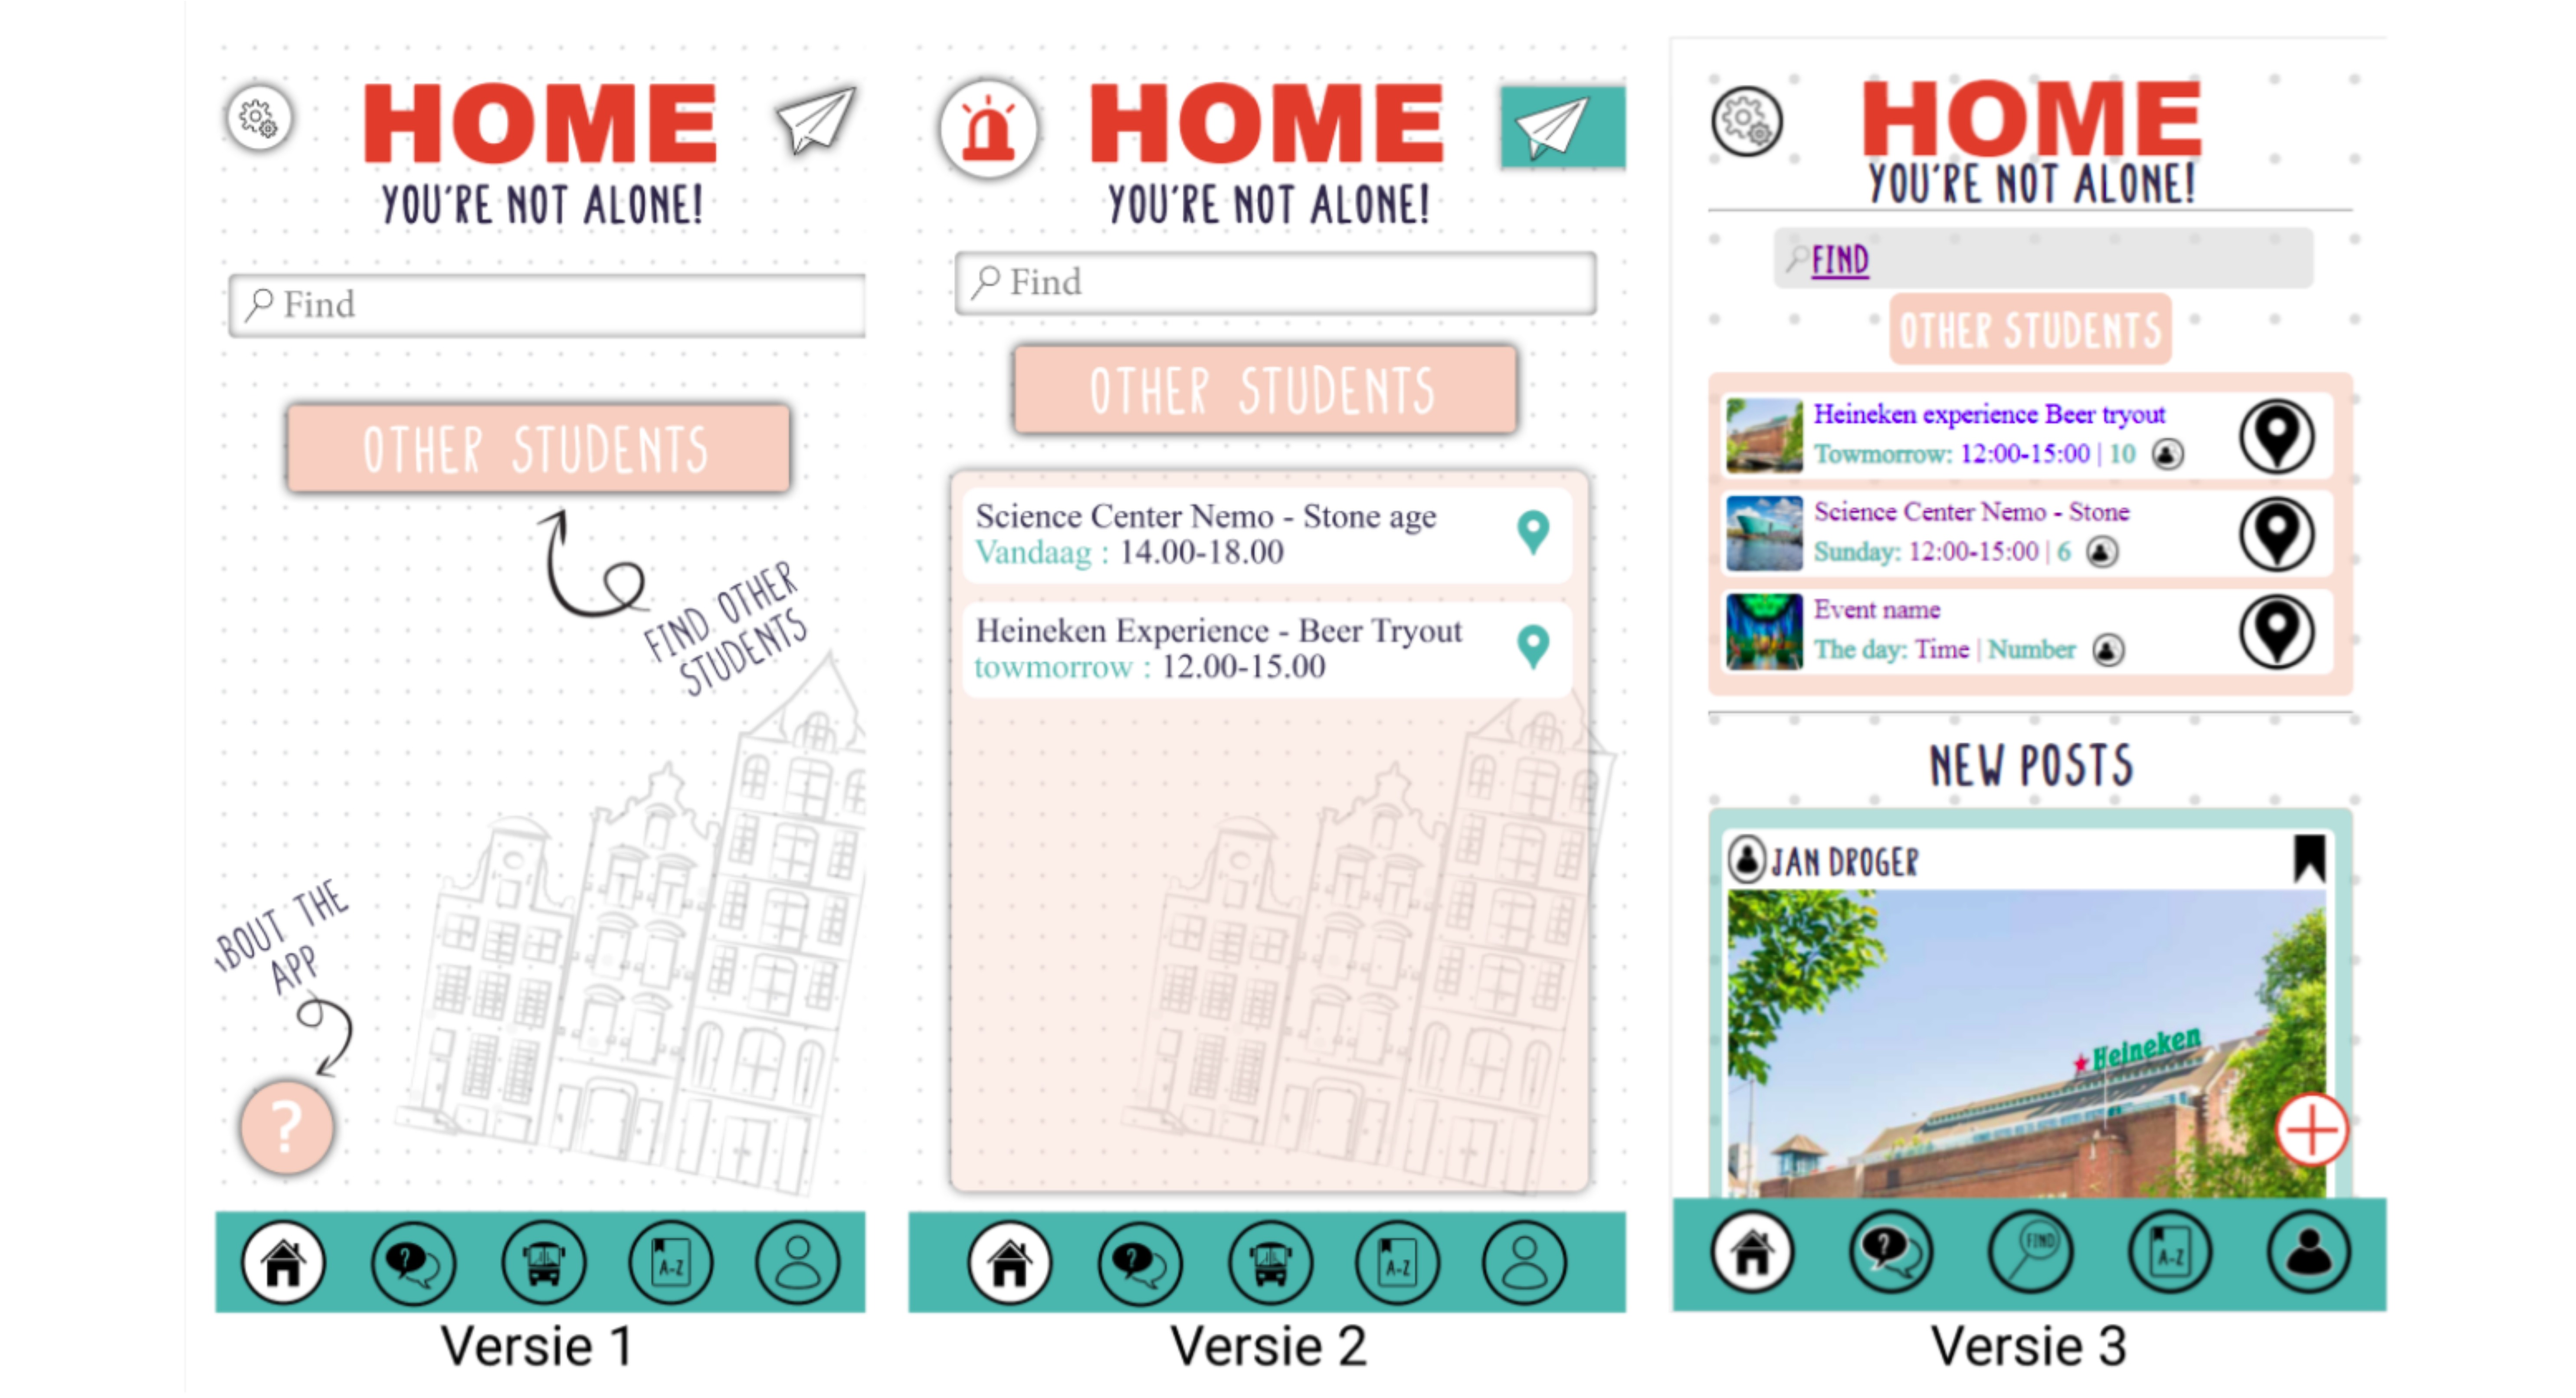 HOME
YOU'RE NOT ALONE!
Find
OTHER STUDENTS
FIND OTHER
STUDENTS
BOUT THE
APP
?
?
A-Z
Versie 1
HOME
YOU'RE NOT ALONE!
Find
OTHER STUDENTS
Science Center Nemo - Stone age
Vandaag : 14.00-18.00
Heineken Experience - Beer Tryout
towmorrow : 12.00-15.00
?
A-Z
Versie 2
HOME
YOU'RE NOT ALONE!
FIND
OTHER STUDENTS
Heineken experience Beer tryout
Towmorrow: 12:00-15:00 | 10
Science Center Nemo - Stone
Sunday: 12:00-15:00 | 6
Event name
The day: Time | Number
NEW POSTS
JAN DROGER
Heineken
?
FIND
A-Z
Versie 3